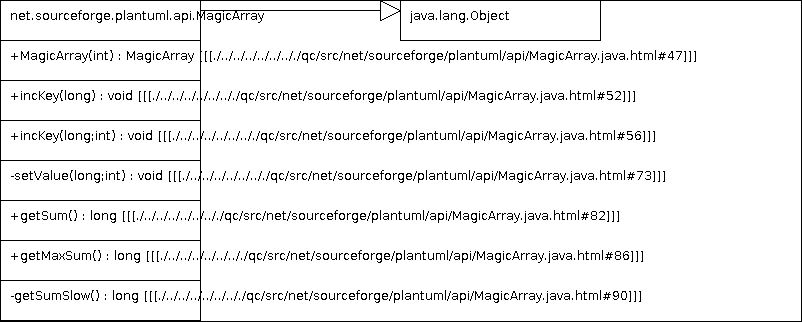 net.sourceforge.plantuml.api.MagicArray
java.lang.Object
+MagicArray(int) : MagicArray [[[./../../../../../../../qc/src/net/sourceforge/plantuml/api/MagicArray.java.html#47]]]
+incKey(long) : void [[[./../../../../../../../qc/src/net/sourceforge/plantuml/api/MagicArray.java.html#52]]]
+incKey(long;int) : void [[[./../../../../../../../qc/src/net/sourceforge/plantuml/api/MagicArray.java.html#56]]]
-setValue(long;int) : void [[[./../../../../../../../qc/src/net/sourceforge/plantuml/api/MagicArray.java.html#73]]]
+getSum() : long [[[./../../../../../../../qc/src/net/sourceforge/plantuml/api/MagicArray.java.html#82]]]
+getMaxSum() : long [[[./../../../../../../../qc/src/net/sourceforge/plantuml/api/MagicArray.java.html#86]]]
-getSumSlow() : long [[[./../../../../../../../qc/src/net/sourceforge/plantuml/api/MagicArray.java.html#90]]]